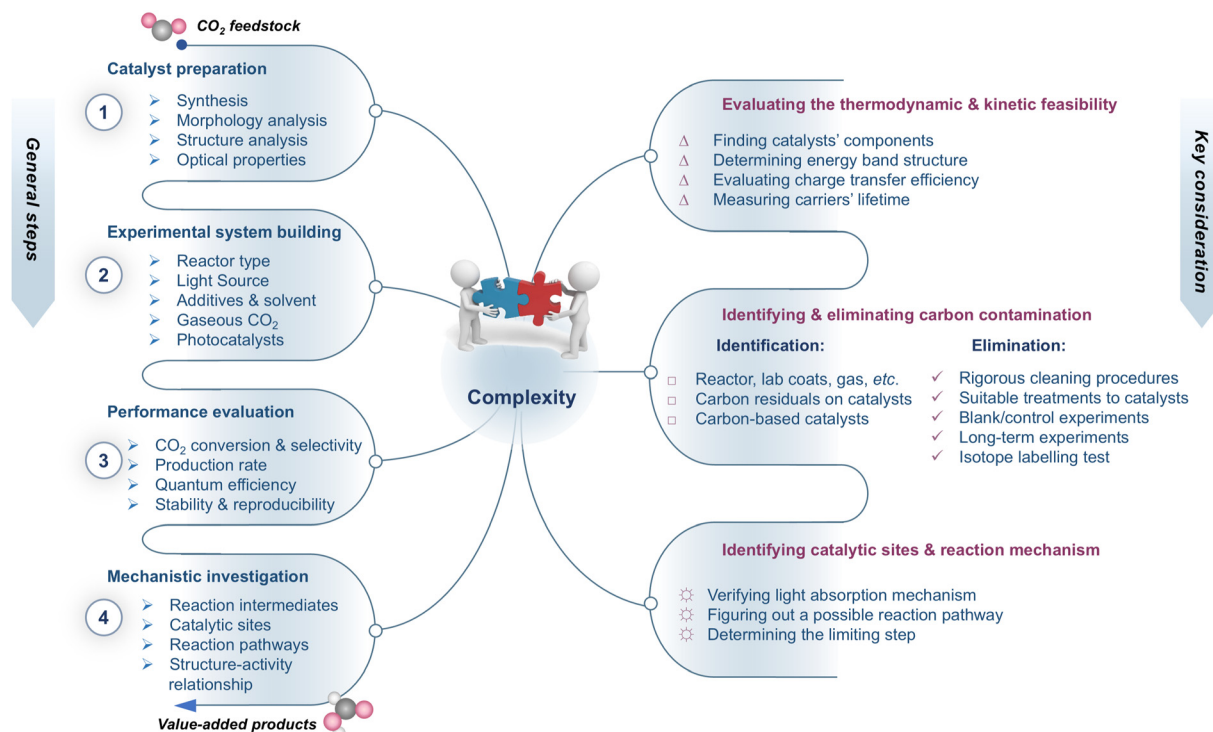 CO₂ feedstock
General steps
Catalyst preparation
1
Synthesis
Morphology analysis
Structure analysis
Optical properties
Experimental system building
2
Reactor type
Light Source
Additives & solvent
Gaseous CO₂
Photocatalysts
Performance evaluation
3
CO₂ conversion & selectivity
Production rate
Quantum efficiency
Stability & reproducibility
Mechanistic investigation
4
Reaction intermediates
Catalytic sites
Reaction pathways
Structure-activity
relationship
Value-added products
Complexity
Key consideration
Evaluating the thermodynamic & kinetic feasibility
Finding catalysts’ components
Determining energy band structure
Evaluating charge transfer efficiency
Measuring carriers’ lifetime
Identifying & eliminating carbon contamination
Identification:
Reactor, lab coats, gas, etc.
Carbon residuals on catalysts
Carbon-based catalysts
Elimination:
Rigorous cleaning procedures
Suitable treatments to catalysts
Blank/control experiments
Long-term experiments
Isotope labelling test
Identifying catalytic sites & reaction mechanism
Verifying light absorption mechanism
Figuring out a possible reaction pathway
Determining the limiting step